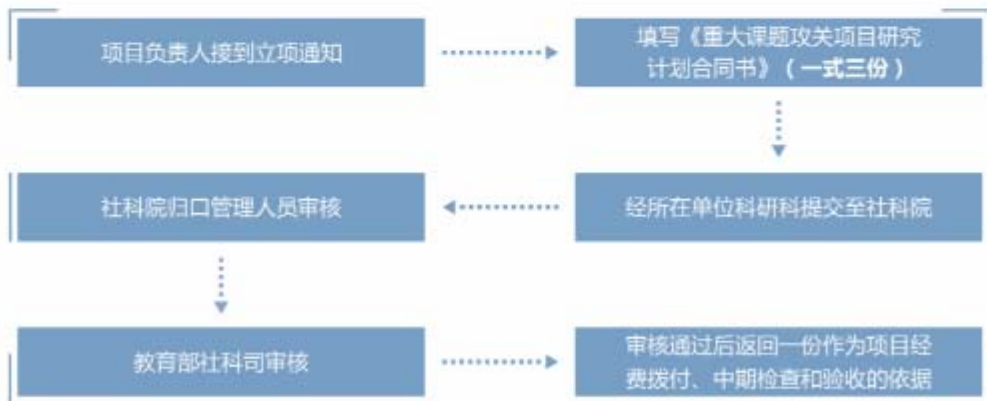 项目负责人接到立项通知
填写《重大课题攻关项目研究
计划合同书》（一式三份）
经所在单位科研科提交至社科院
社科院归口管理人员审核
教育部社科司审核
审核通过后返回一份作为项目经
费拨付、中期检查和验收的依据